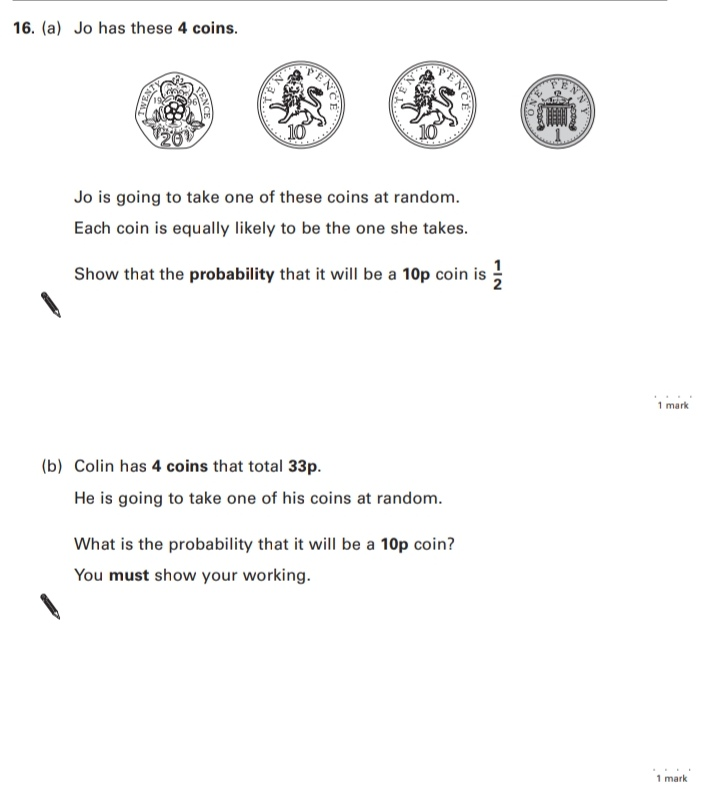 16. (a) Jo has these 4 coins.
TWENTY PENCE 19 96 20
TEN PENCE 10
TEN PENCE 10
ONE PENNY 1
Jo is going to take one of these coins at random.
Each coin is equally likely to be the one she takes.
Show that the probability that it will be a 10p coin is 1/2
1 mark
(b) Colin has 4 coins that total 33p.
He is going to take one of his coins at random.
What is the probability that it will be a 10p coin?
You must show your working.
1 mark